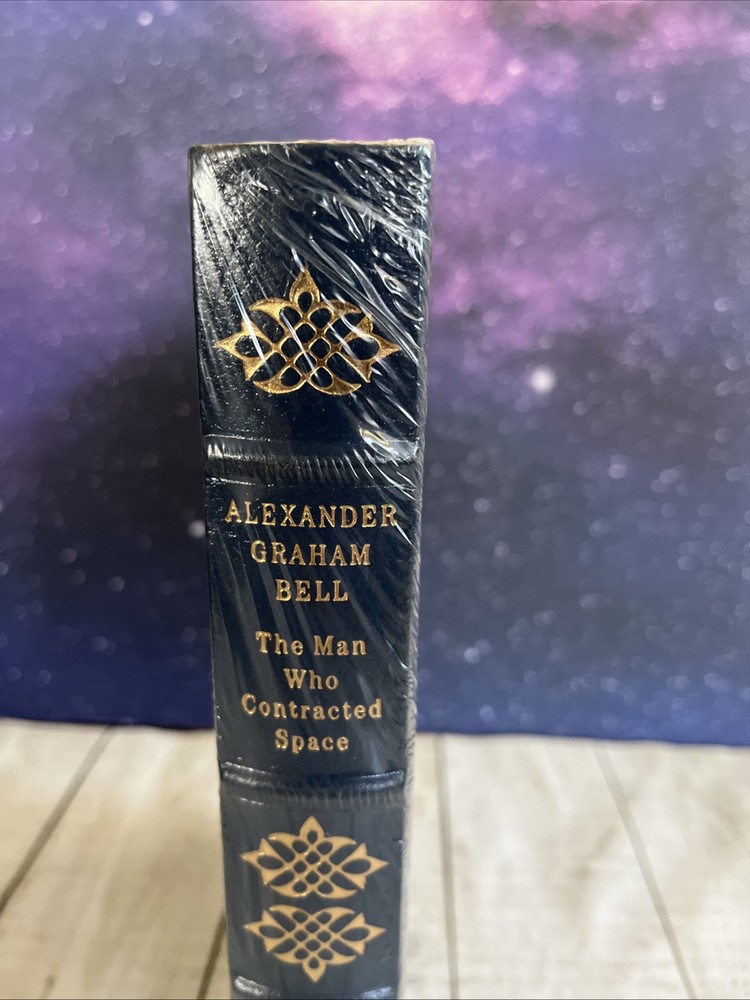 ALEXANDER
GRAHAM
BELL
The Man
Who
Contracted
Space